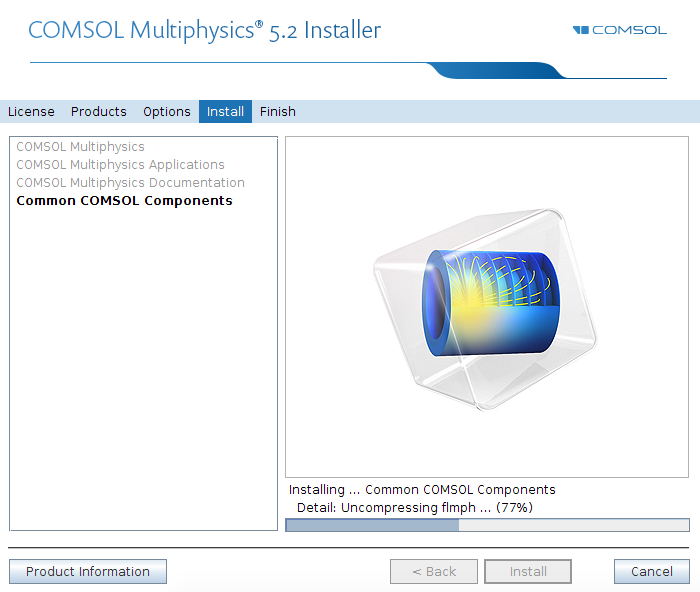 COMSOL Multiphysics® 5.2 Installer
COMSOL
License Products Options Install Finish
COMSOL Multiphysics
COMSOL Multiphysics Applications
COMSOL Multiphysics Documentation
Common COMSOL Components
Installing ... Common COMSOL Components
Detail: Uncompressing flmph ... (77%)
Product Information < Back Install Cancel